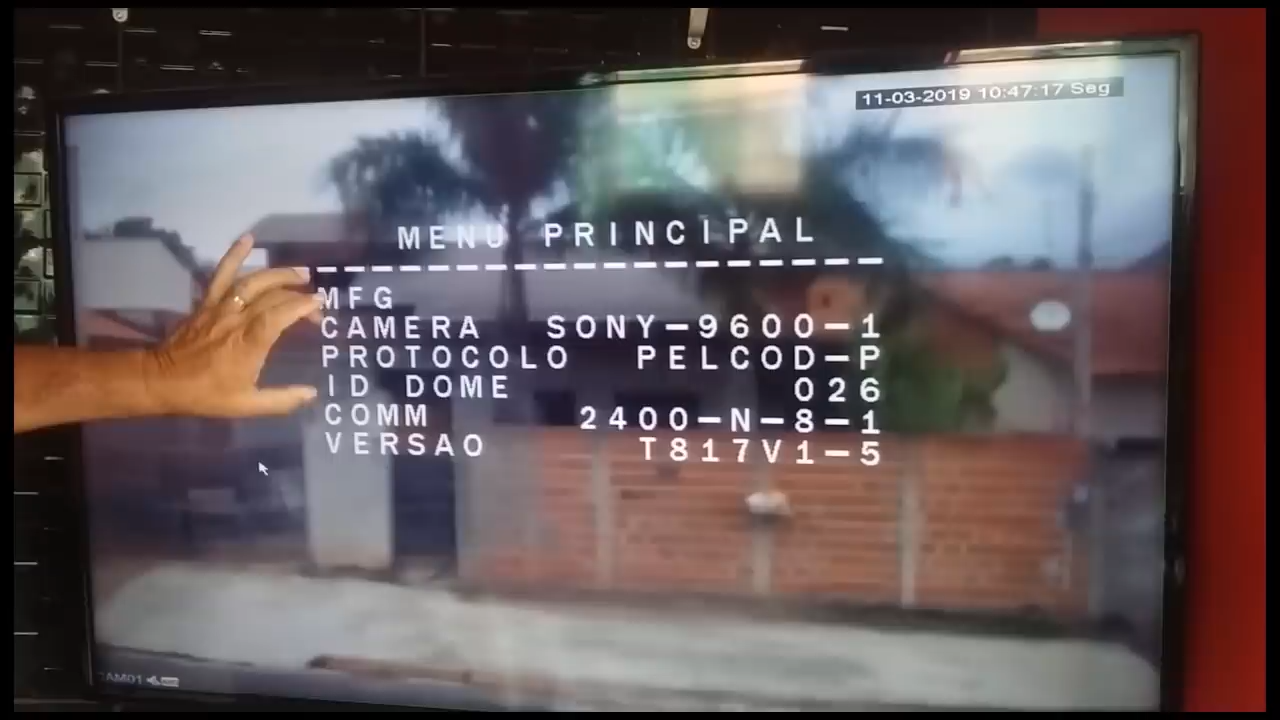 11-03-2019 10:47:17 Seg
MENU PRINCIPAL
MFG
CAMERA SONY-9600-1
PROTOCOLO PELCOD-P
ID DOME 026
COMM 2400-N-8-1
VERSAO T817V1-5
CAM01